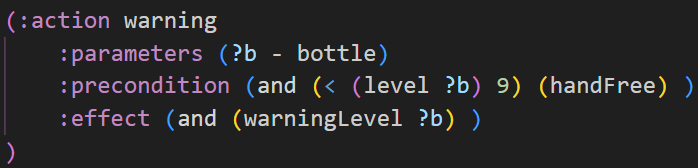 (:action warning
    :parameters (?b - bottle)
    :precondition (and (< (level ?b) 9) (handFree) )
    :effect (and (warningLevel ?b) )
)